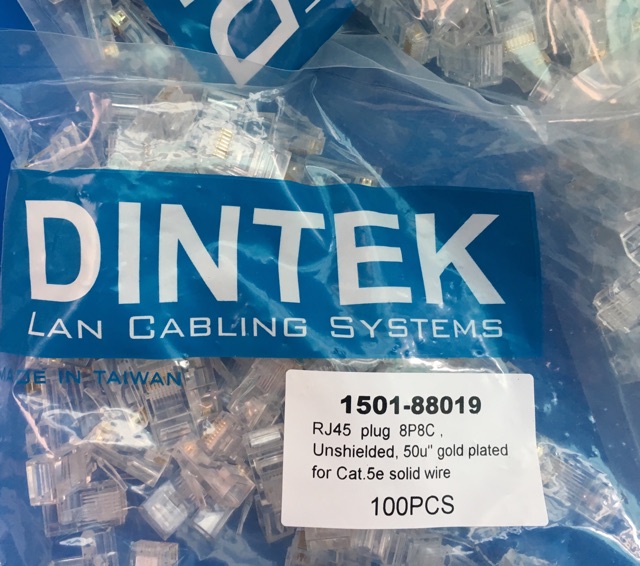 DINTEK
LAN CABLING SYSTEMS
MADE IN TAIWAN
1501-88019
RJ45 plug 8P8C ,
Unshielded, 50u" gold plated
for Cat.5e solid wire
100PCS